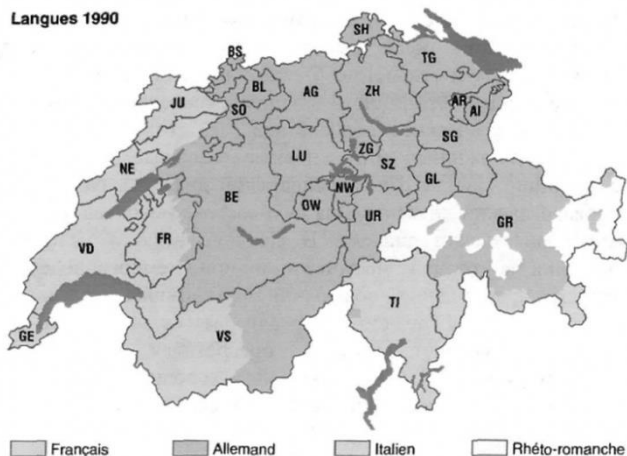 Langues 1990
SH
BS
TG
BL
JU
AG
ZH
SO
AR
AI
SG
ZG
LU
SZ
NE
GL
NW
BE
OW
GR
UR
FR
VD
TI
GE
VS
Français Allemand Italien Rhéto-romanche